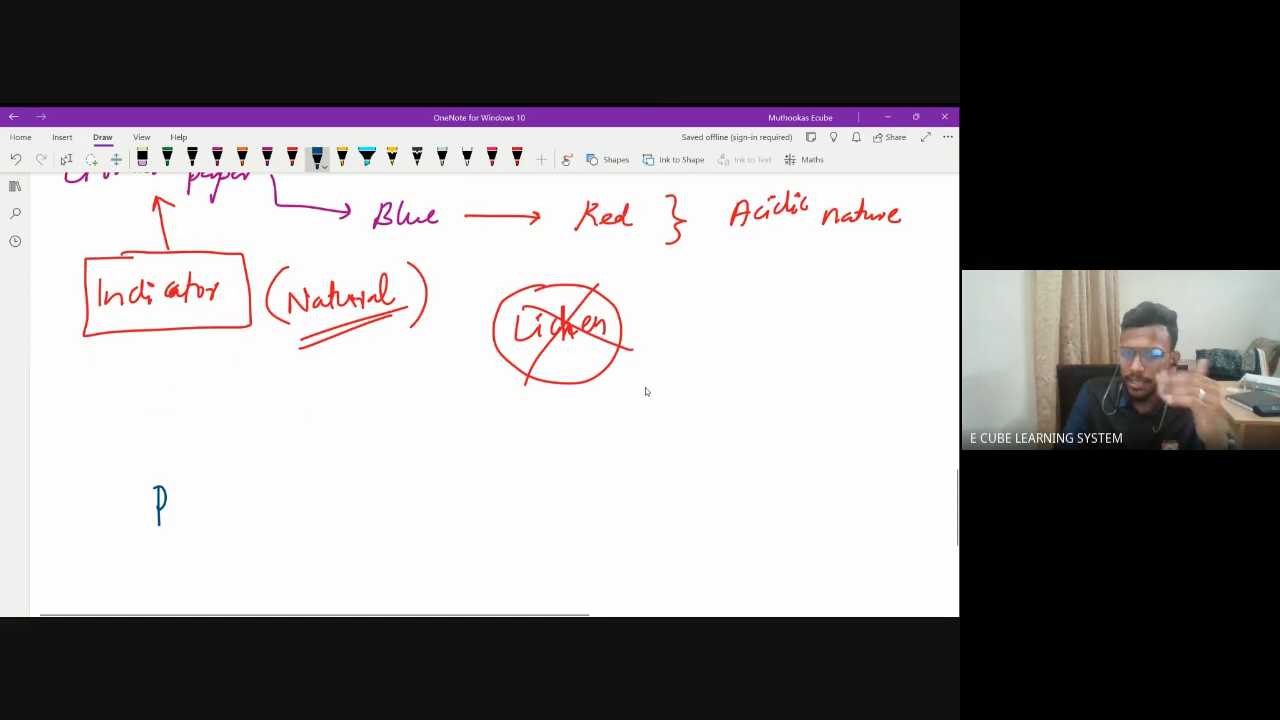 OneNote for Windows 10
Muthookas Ecube
Home Insert Draw View Help
Saved offline (sign-in required)
Share
Shapes
Ink to Shape
Ink to Text
Maths
paper
Blue → Red } Acidic nature
Indicator (Natural)
Lichen
P
E CUBE LEARNING SYSTEM